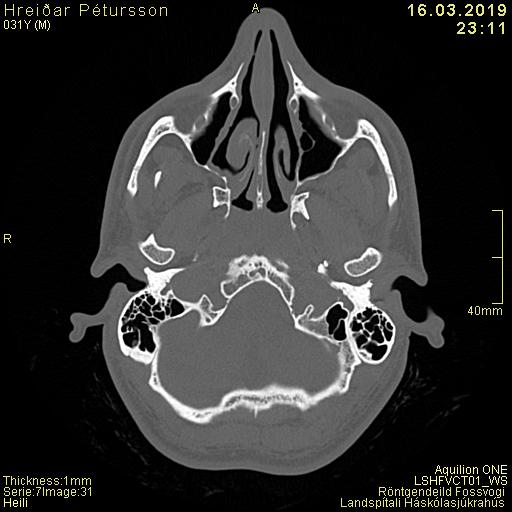 Hreiðar Pétursson
031Y (M)
A
16.03.2019
23:11
R
40mm
Thickness:1mm
Serie:7Image:31
Heili
Aquilion ONE
LSHFVCT01_WS
Röntgendeild Fossvogi
Landspítali Háskólasjúkrahús